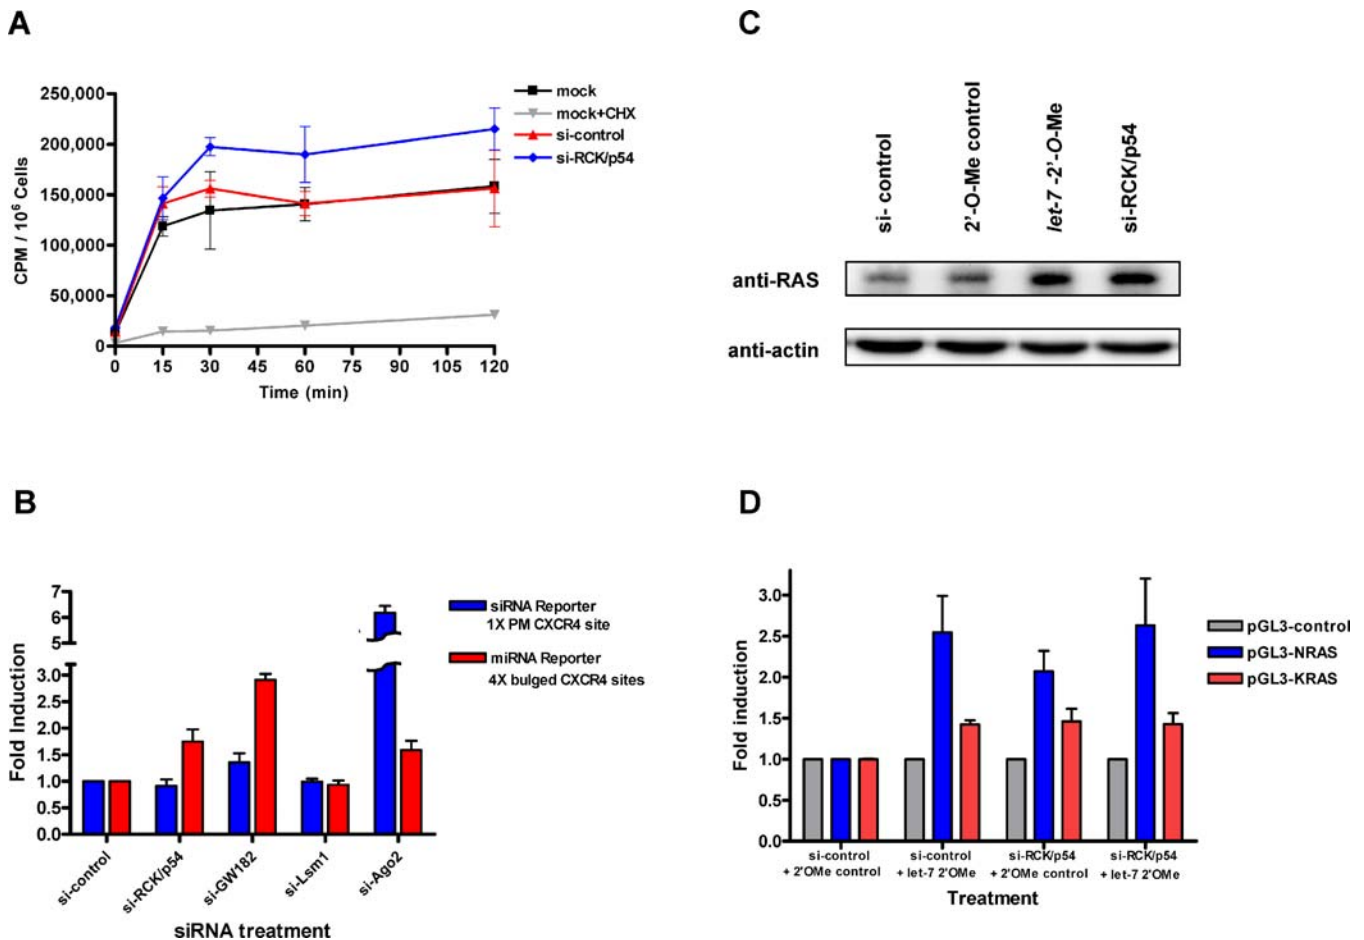 A
250,000
200,000
150,000
100,000
50,000
0
CPM / 10⁶ Cells
0 15 30 45 60 75 90 105 120
Time (min)
mock
mock+CHX
si-control
si-RCK/p54
C
si- control
2'-O-Me control
let-7 -2'-O-Me
si-RCK/p54
anti-RAS
anti-actin
B
7
6
5
3.0
2.5
2.0
1.5
1.0
0.5
0.0
Fold Induction
si-control
si-RCK/p54
si-GW182
si-Lsm1
si-Ago2
siRNA treatment
siRNA Reporter
1X PM CXCR4 site
miRNA Reporter
4X bulged CXCR4 sites
D
3.0
2.5
2.0
1.5
1.0
0.5
0.0
Fold induction
si-control
+ 2'OMe control
si-control
+ let-7 2'OMe
si-RCK/p54
+ 2'OMe control
si-RCK/p54
+ let-7 2'OMe
Treatment
pGL3-control
pGL3-NRAS
pGL3-KRAS